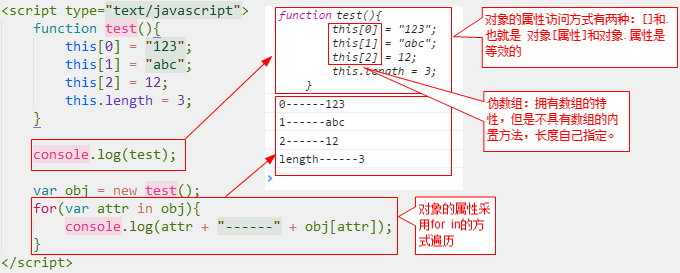 <script type="text/javascript">
function test(){
this[0] = "123";
this[1] = "abc";
this[2] = 12;
this.length = 3;
}
console.log(test);
var obj = new test();
for(var attr in obj){
console.log(attr + "------" + obj[attr]);
}
</script>
function test(){
this[0] = "123";
this[1] = "abc";
this[2] = 12;
this.length = 3;
}
0------123
1------abc
2------12
length------3
对象的属性访问方式有两种：[]和.
也就是 对象[属性]和对象.属性是
等效的
伪数组：拥有数组的特
性，但是不具有数组的内
置方法，长度自己指定。
对象的属性采
用for in的方
式遍历